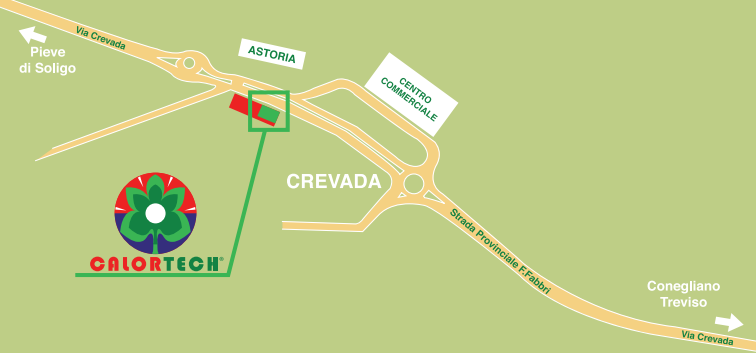 Via Crevada
Pieve
di Soligo
ASTORIA
CENTRO
COMMERCIALE
CREVADA
CALORTECH®
Strada Provinciale F.Fabbri
Conegliano
Treviso
Via Crevada